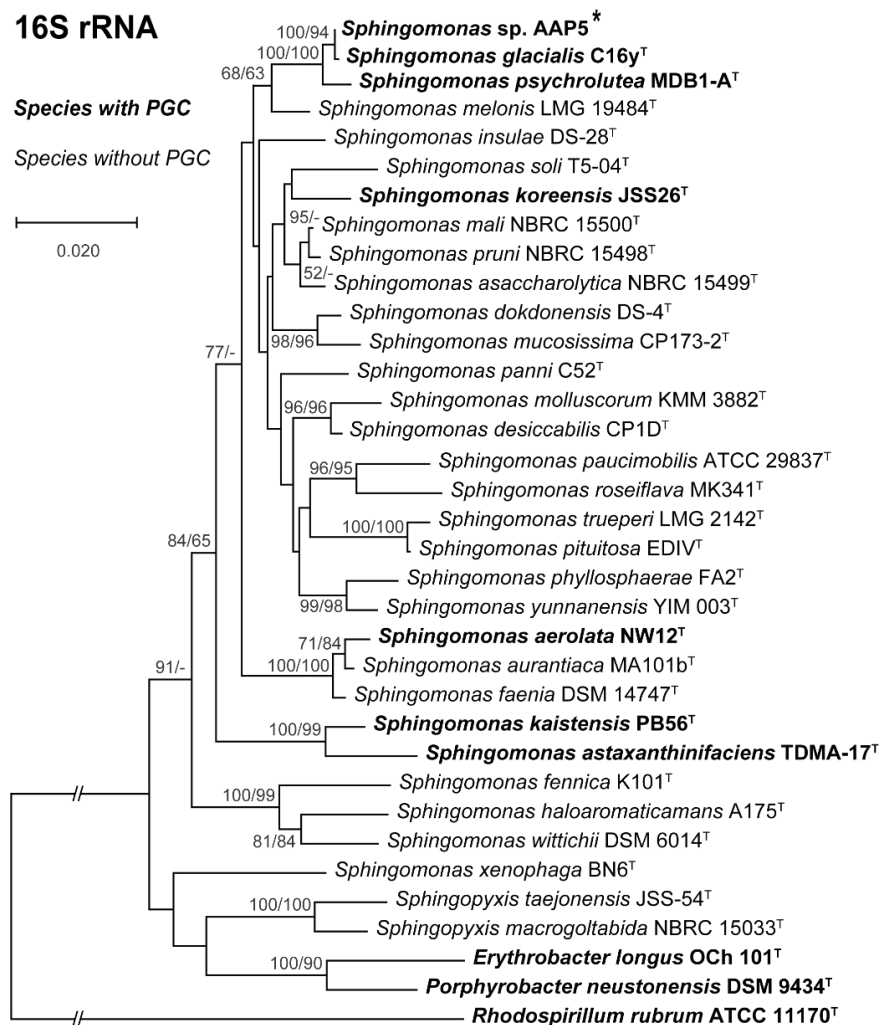 16S rRNA
Species with PGC
Species without PGC
0.020
100/94
Sphingomonas sp. AAP5*
100/100
Sphingomonas glacialis C16yᵀ
68/63
Sphingomonas psychrolutea MDB1-Aᵀ
Sphingomonas melonis LMG 19484ᵀ
Sphingomonas insulae DS-28ᵀ
Sphingomonas soli T5-04ᵀ
Sphingomonas koreensis JSS26ᵀ
95/-
Sphingomonas mali NBRC 15500ᵀ
Sphingomonas pruni NBRC 15498ᵀ
52/-
Sphingomonas asaccharolytica NBRC 15499ᵀ
Sphingomonas dokdonensis DS-4ᵀ
98/96
Sphingomonas mucosissima CP173-2ᵀ
77/-
Sphingomonas panni C52ᵀ
96/96
Sphingomonas molluscorum KMM 3882ᵀ
Sphingomonas desiccabilis CP1Dᵀ
96/95
Sphingomonas paucimobilis ATCC 29837ᵀ
Sphingomonas roseiflava MK341ᵀ
100/100
Sphingomonas trueperi LMG 2142ᵀ
84/65
Sphingomonas pituitosa EDIVᵀ
Sphingomonas phyllosphaerae FA2ᵀ
99/98
Sphingomonas yunnanensis YIM 003ᵀ
71/84
Sphingomonas aerolata NW12ᵀ
91/-
100/100
Sphingomonas aurantiaca MA101bᵀ
Sphingomonas faenia DSM 14747ᵀ
100/99
Sphingomonas kaistensis PB56ᵀ
Sphingomonas astaxanthinifaciens TDMA-17ᵀ
100/99
Sphingomonas fennica K101ᵀ
Sphingomonas haloaromaticamans A175ᵀ
81/84
Sphingomonas wittichii DSM 6014ᵀ
Sphingomonas xenophaga BN6ᵀ
100/100
Sphingopyxis taejonensis JSS-54ᵀ
Sphingopyxis macrogoltabida NBRC 15033ᵀ
100/90
Erythrobacter longus OCh 101ᵀ
Porphyrobacter neustonensis DSM 9434ᵀ
Rhodospirillum rubrum ATCC 11170ᵀ